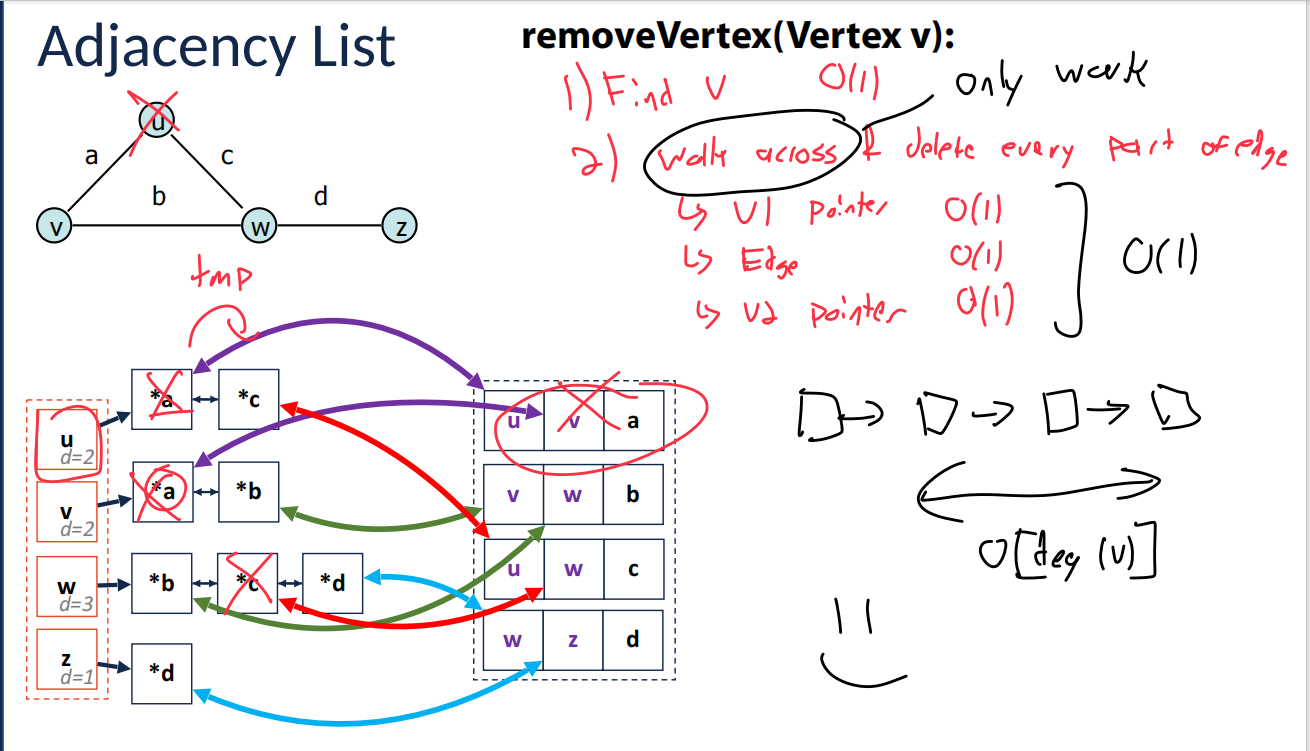 Adjacency List
removeVertex(Vertex v):
1) Find V O(1)
only work
2) Walk across & delete every part of edge
↳ V1 pointer O(1)
↳ Edge O(1)
↳ V2 pointer O(1)
O(1)
u
a c
b d
v w z
tmp
*a *c
u
d=2
u v a
*a *b
v
d=2
v w b
*b *c *d
w
d=3
u w c
O[deg (v)]
*d
z
d=1
w z d